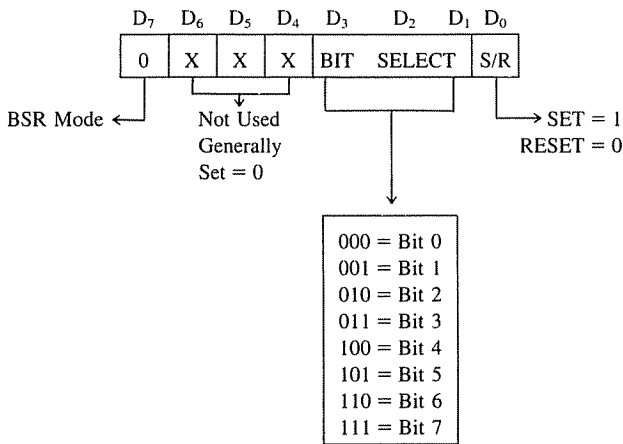 D₇ D₆ D₅ D₄ D₃ D₂ D₁ D₀
0 X X X BIT SELECT S/R
BSR Mode
Not Used
Generally
Set = 0
SET = 1
RESET = 0
000 = Bit 0
001 = Bit 1
010 = Bit 2
011 = Bit 3
100 = Bit 4
101 = Bit 5
110 = Bit 6
111 = Bit 7